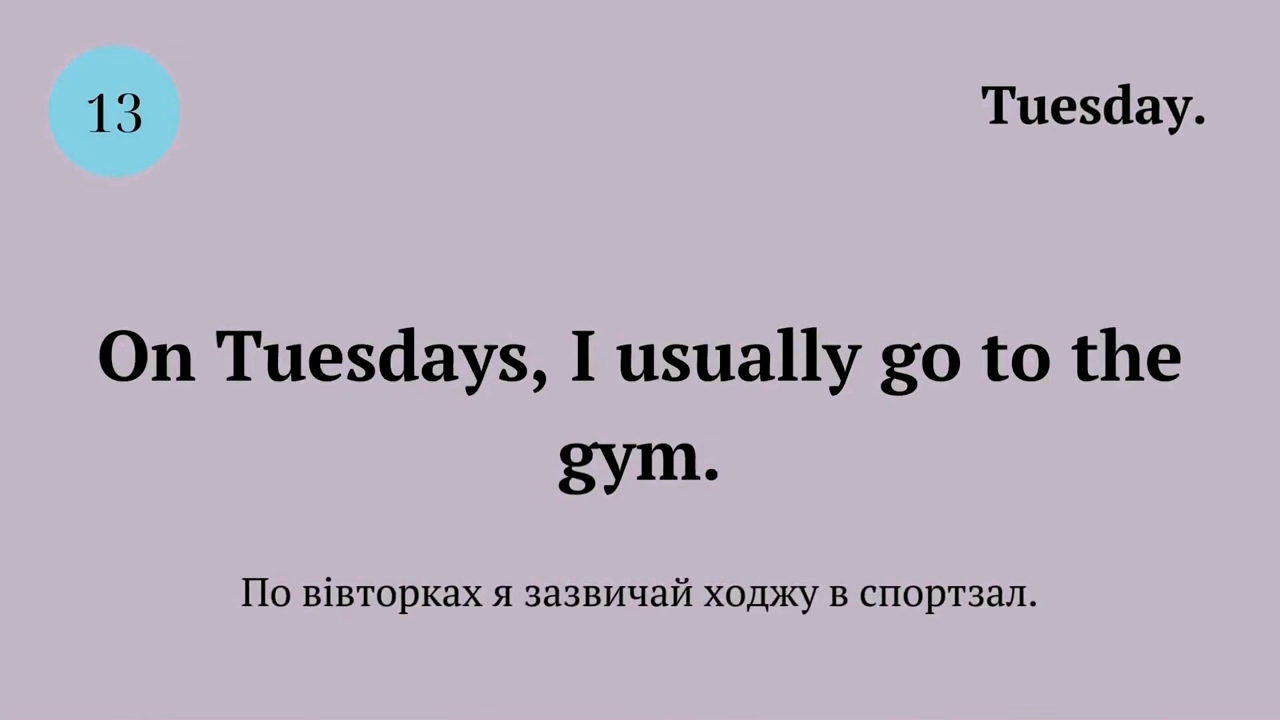 13
Tuesday.
On Tuesdays, I usually go to the
gym.
По вівторках я зазвичай ходжу в спортзал.